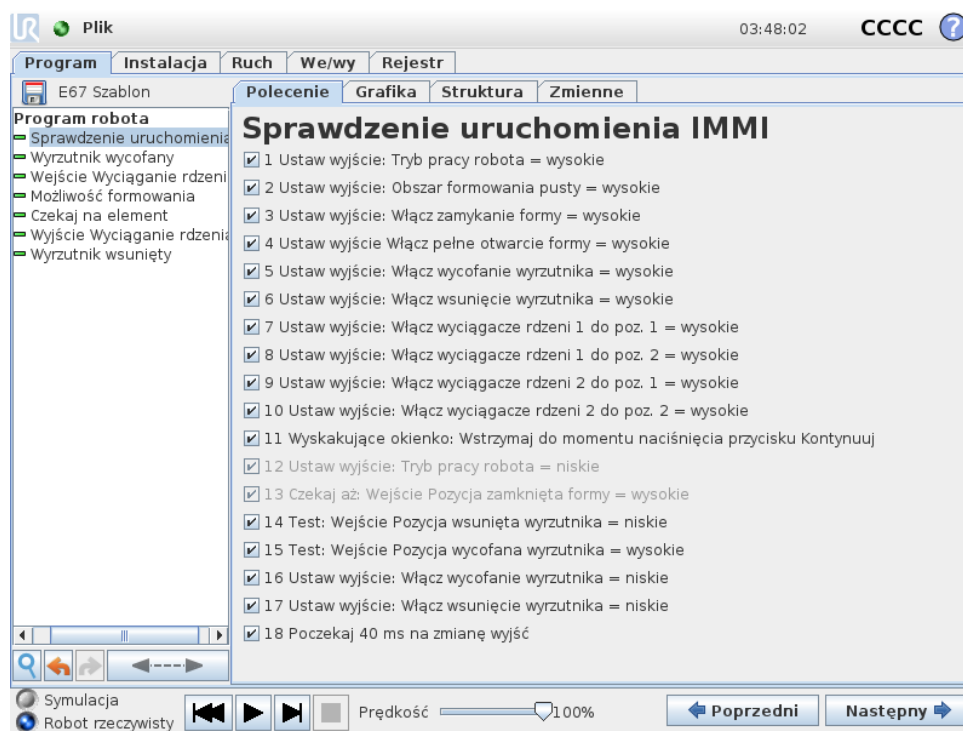 UR Plik 03:48:02 CCCC ?
Program Instalacja Ruch We/wy Rejestr
E67 Szablon
Polecenie Grafika Struktura Zmienne
Program robota
Sprawdzenie uruchomienia
Wyrzutnik wycofany
Wejście Wyciąganie rdzeni
Możliwość formowania
Czekaj na element
Wyjście Wyciąganie rdzenia
Wyrzutnik wsunięty
Sprawdzenie uruchomienia IMMI
1 Ustaw wyjście: Tryb pracy robota = wysokie
2 Ustaw wyjście: Obszar formowania pusty = wysokie
3 Ustaw wyjście: Włącz zamykanie formy = wysokie
4 Ustaw wyjście Włącz pełne otwarcie formy = wysokie
5 Ustaw wyjście: Włącz wycofanie wyrzutnika = wysokie
6 Ustaw wyjście: Włącz wsunięcie wyrzutnika = wysokie
7 Ustaw wyjście: Włącz wyciągacze rdzeni 1 do poz. 1 = wysokie
8 Ustaw wyjście: Włącz wyciągacze rdzeni 1 do poz. 2 = wysokie
9 Ustaw wyjście: Włącz wyciągacze rdzeni 2 do poz. 1 = wysokie
10 Ustaw wyjście: Włącz wyciągacze rdzeni 2 do poz. 2 = wysokie
11 Wyskakujące okienko: Wstrzymaj do momentu naciśnięcia przycisku Kontynuuj
12 Ustaw wyjście: Tryb pracy robota = niskie
13 Czekaj aż: Wejście Pozycja zamknięta formy = wysokie
14 Test: Wejście Pozycja wsunięta wyrzutnika = niskie
15 Test: Wejście Pozycja wycofana wyrzutnika = wysokie
16 Ustaw wyjście: Włącz wycofanie wyrzutnika = niskie
17 Ustaw wyjście: Włącz wsunięcie wyrzutnika = niskie
18 Poczekaj 40 ms na zmianę wyjść
Symulacja
Robot rzeczywisty
Prędkość 100%
Poprzedni Następny